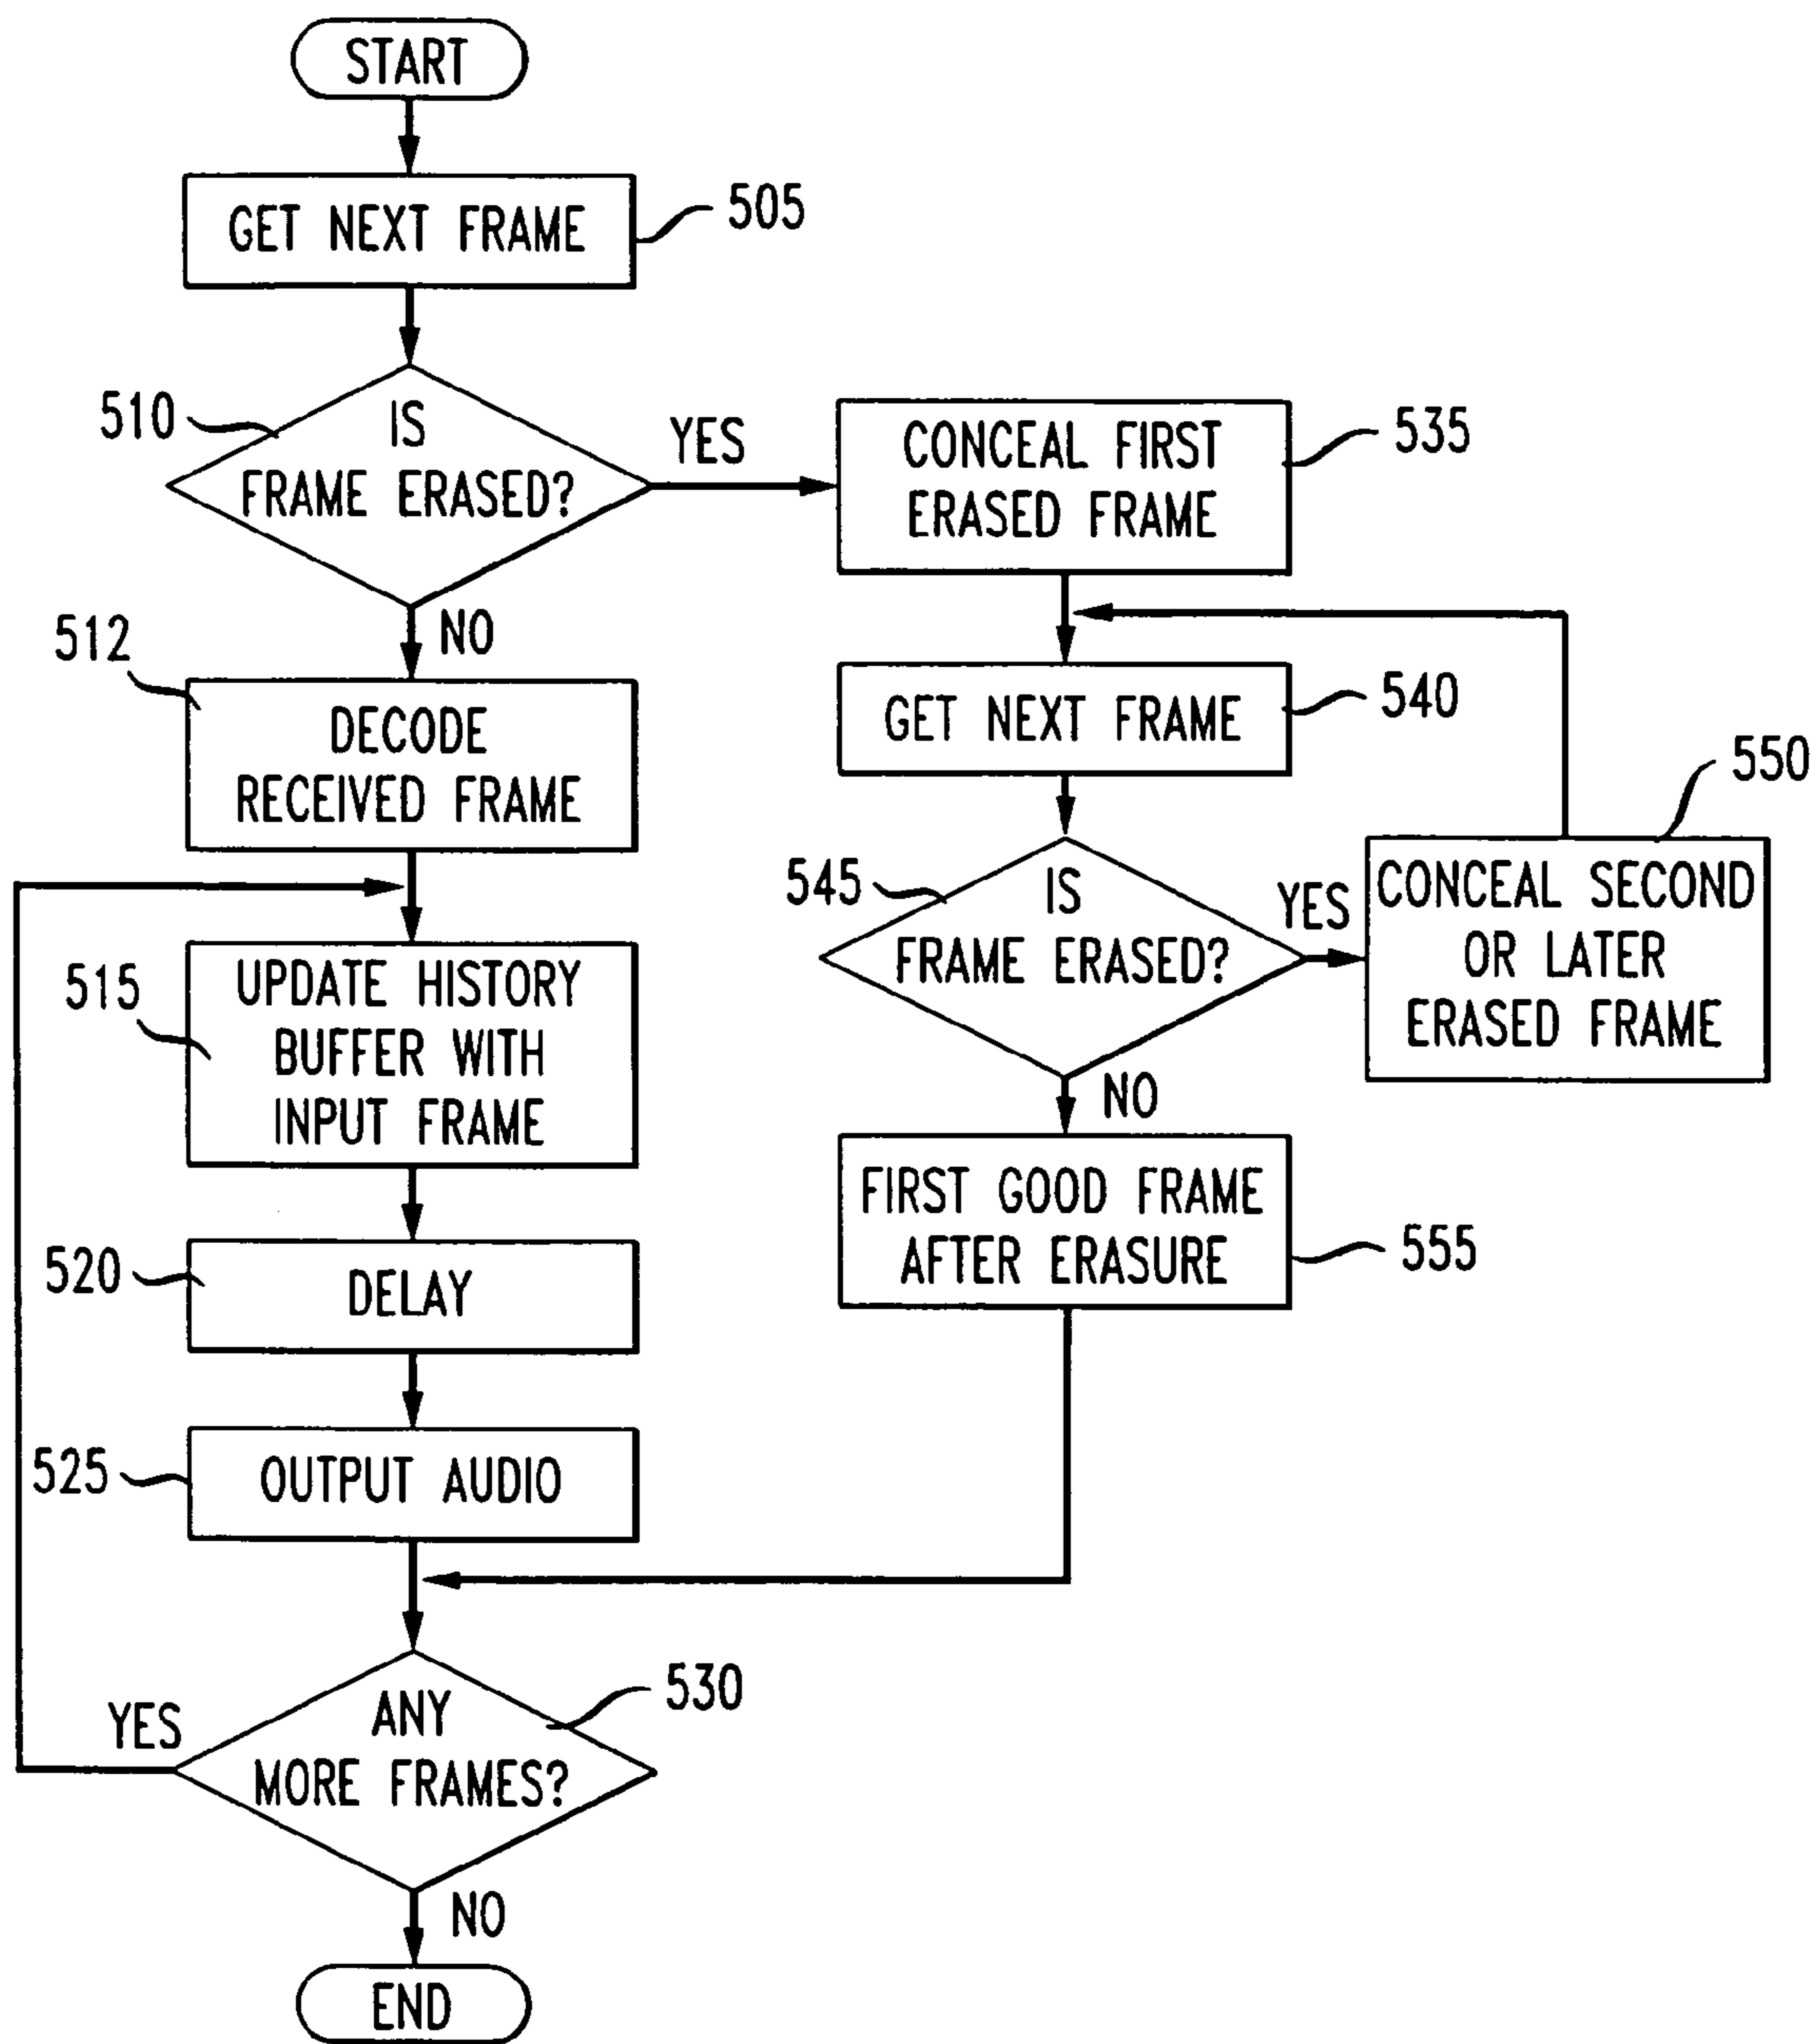 START
GET NEXT FRAME
505
510
IS
FRAME ERASED?
YES
CONCEAL FIRST
ERASED FRAME
535
NO
512
DECODE
RECEIVED FRAME
GET NEXT FRAME
540
545
IS
FRAME ERASED?
YES
550
CONCEAL SECOND
OR LATER
ERASED FRAME
515
UPDATE HISTORY
BUFFER WITH
INPUT FRAME
NO
FIRST GOOD FRAME
AFTER ERASURE
555
520
DELAY
525
OUTPUT AUDIO
530
ANY
MORE FRAMES?
YES
NO
END